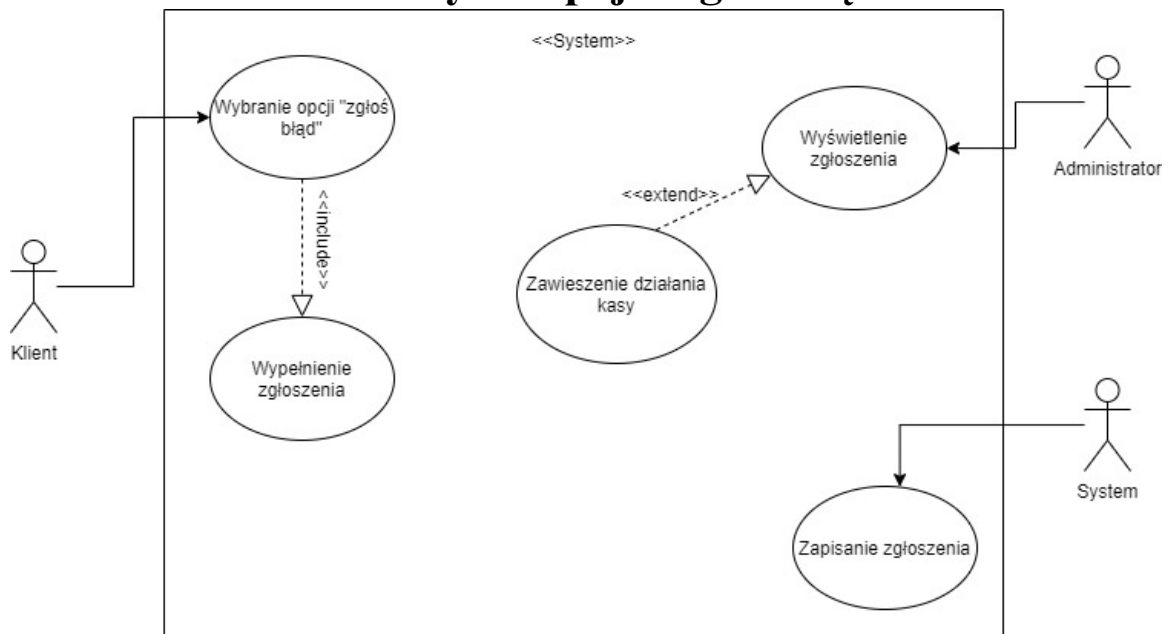 <<System>>
Wybranie opcji "zgłoś
błąd"
Wyświetlenie
zgłoszenia
Administrator
<<extend>>
<<include>>
Zawieszenie działania
kasy
Klient
Wypełnienie
zgłoszenia
System
Zapisanie zgłoszenia